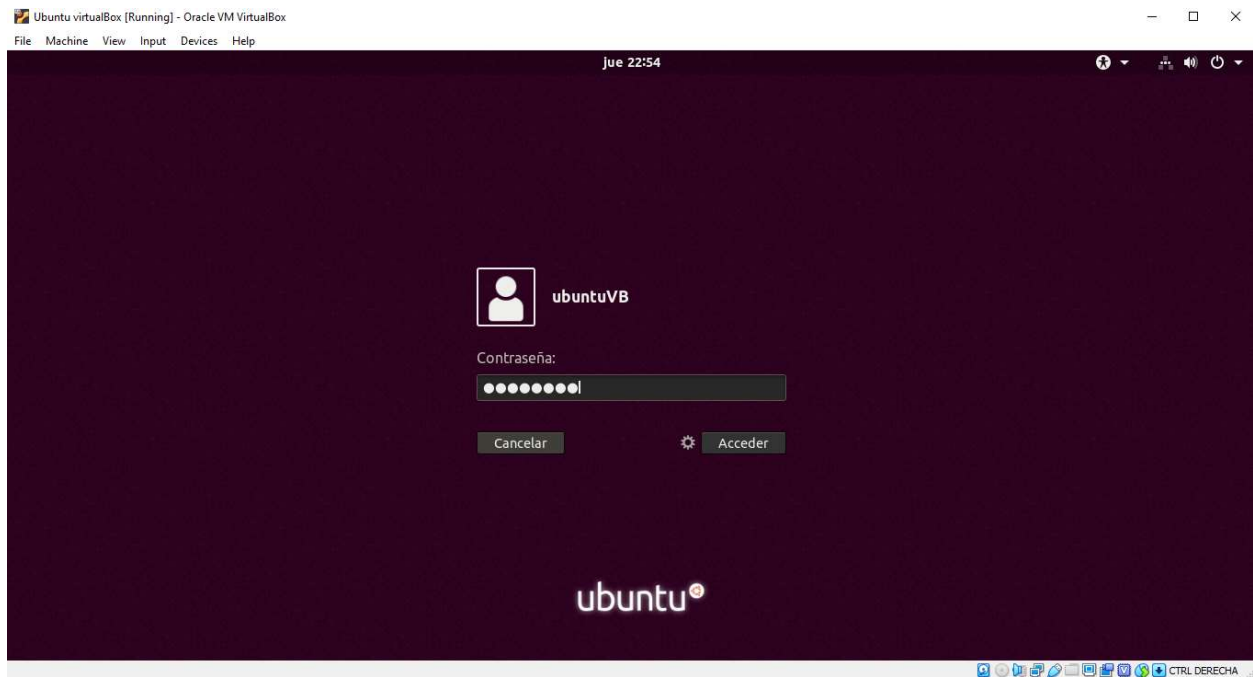 Ubuntu virtualBox [Running] - Oracle VM VirtualBox
File Machine View Input Devices Help
jue 22:54
ubuntuVB
Contraseña:
Cancelar Acceder
ubuntu
CTRL DERECHA